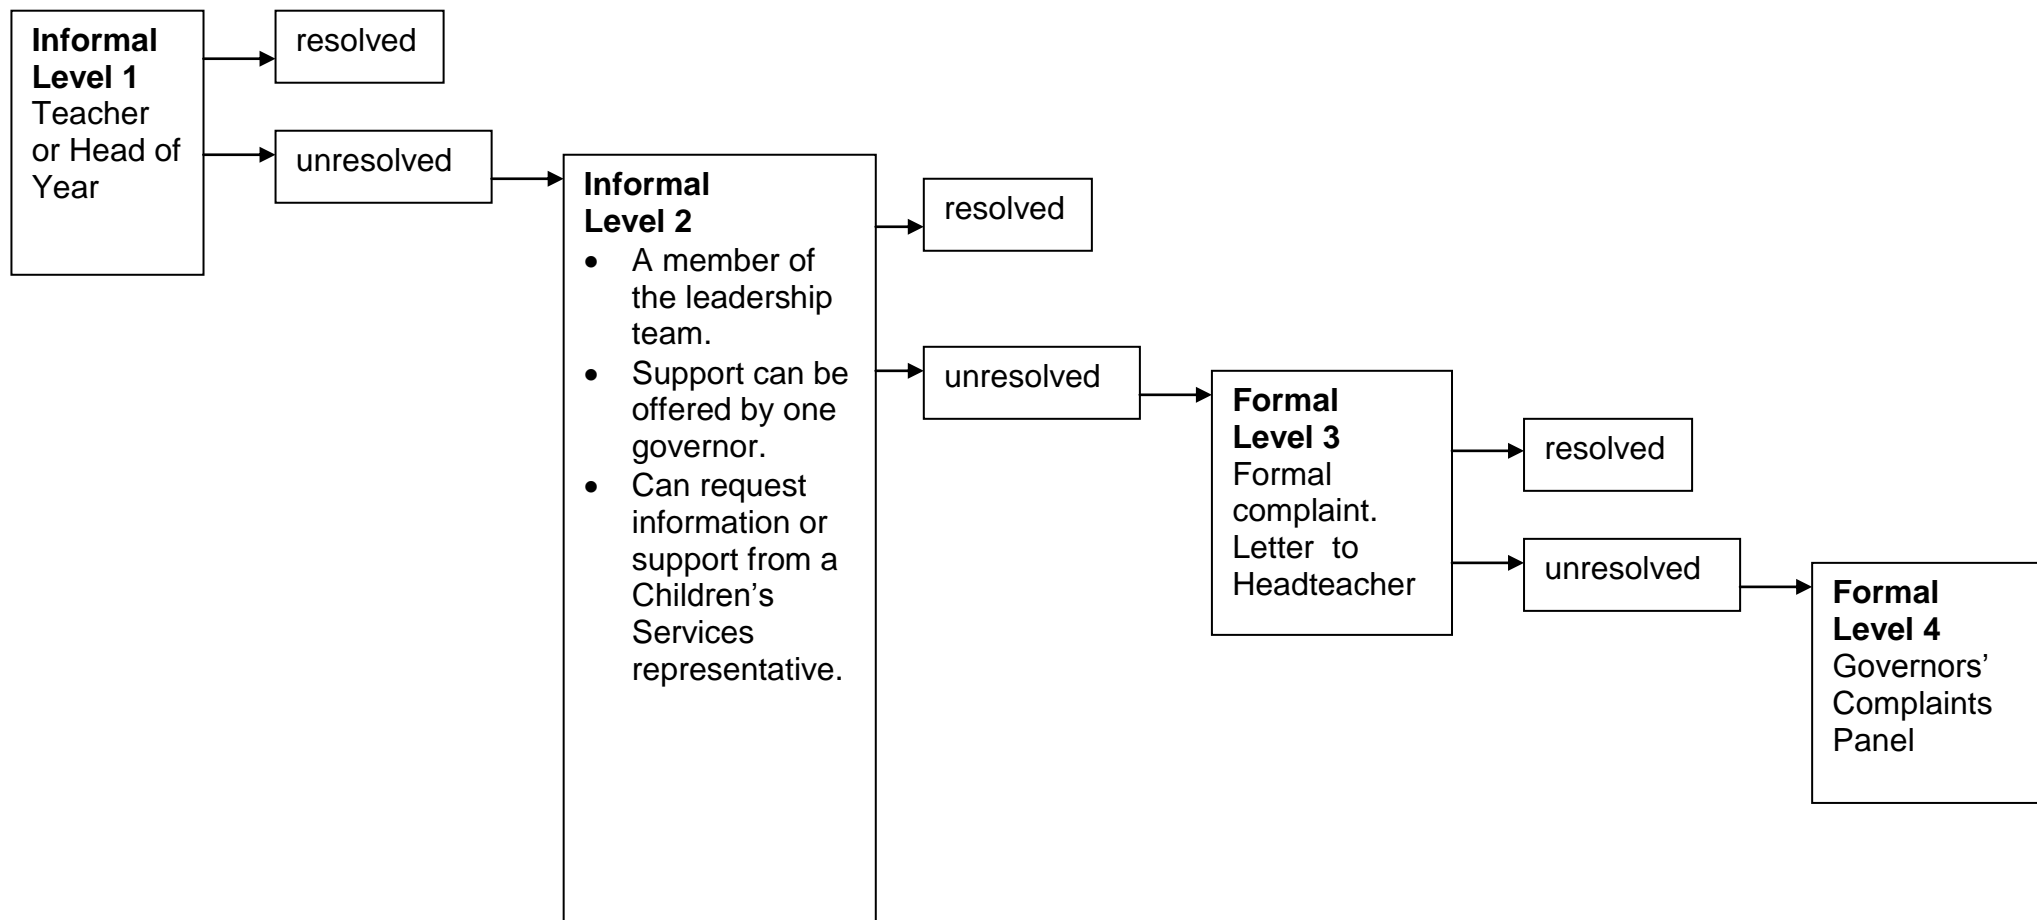 Informal
Level 1
Teacher
or Head of
Year
resolved
unresolved
Informal
Level 2
• A member of
the leadership
team.
• Support can be
offered by one
governor.
• Can request
information or
support from a
Children’s
Services
representative.
resolved
unresolved
Formal
Level 3
Formal
complaint.
Letter to
Headteacher
resolved
unresolved
Formal
Level 4
Governors’
Complaints
Panel